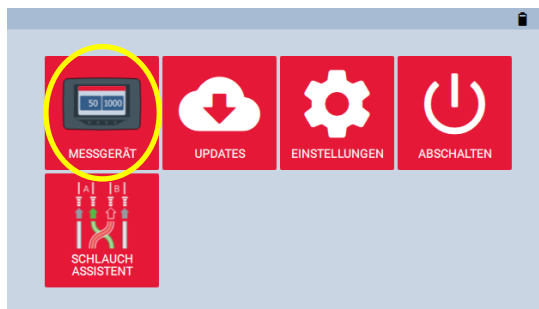 50 1000
MESSGERÄT
UPDATES
EINSTELLUNGEN
ABSCHALTEN
A B
SCHLAUCH
ASSISTENT